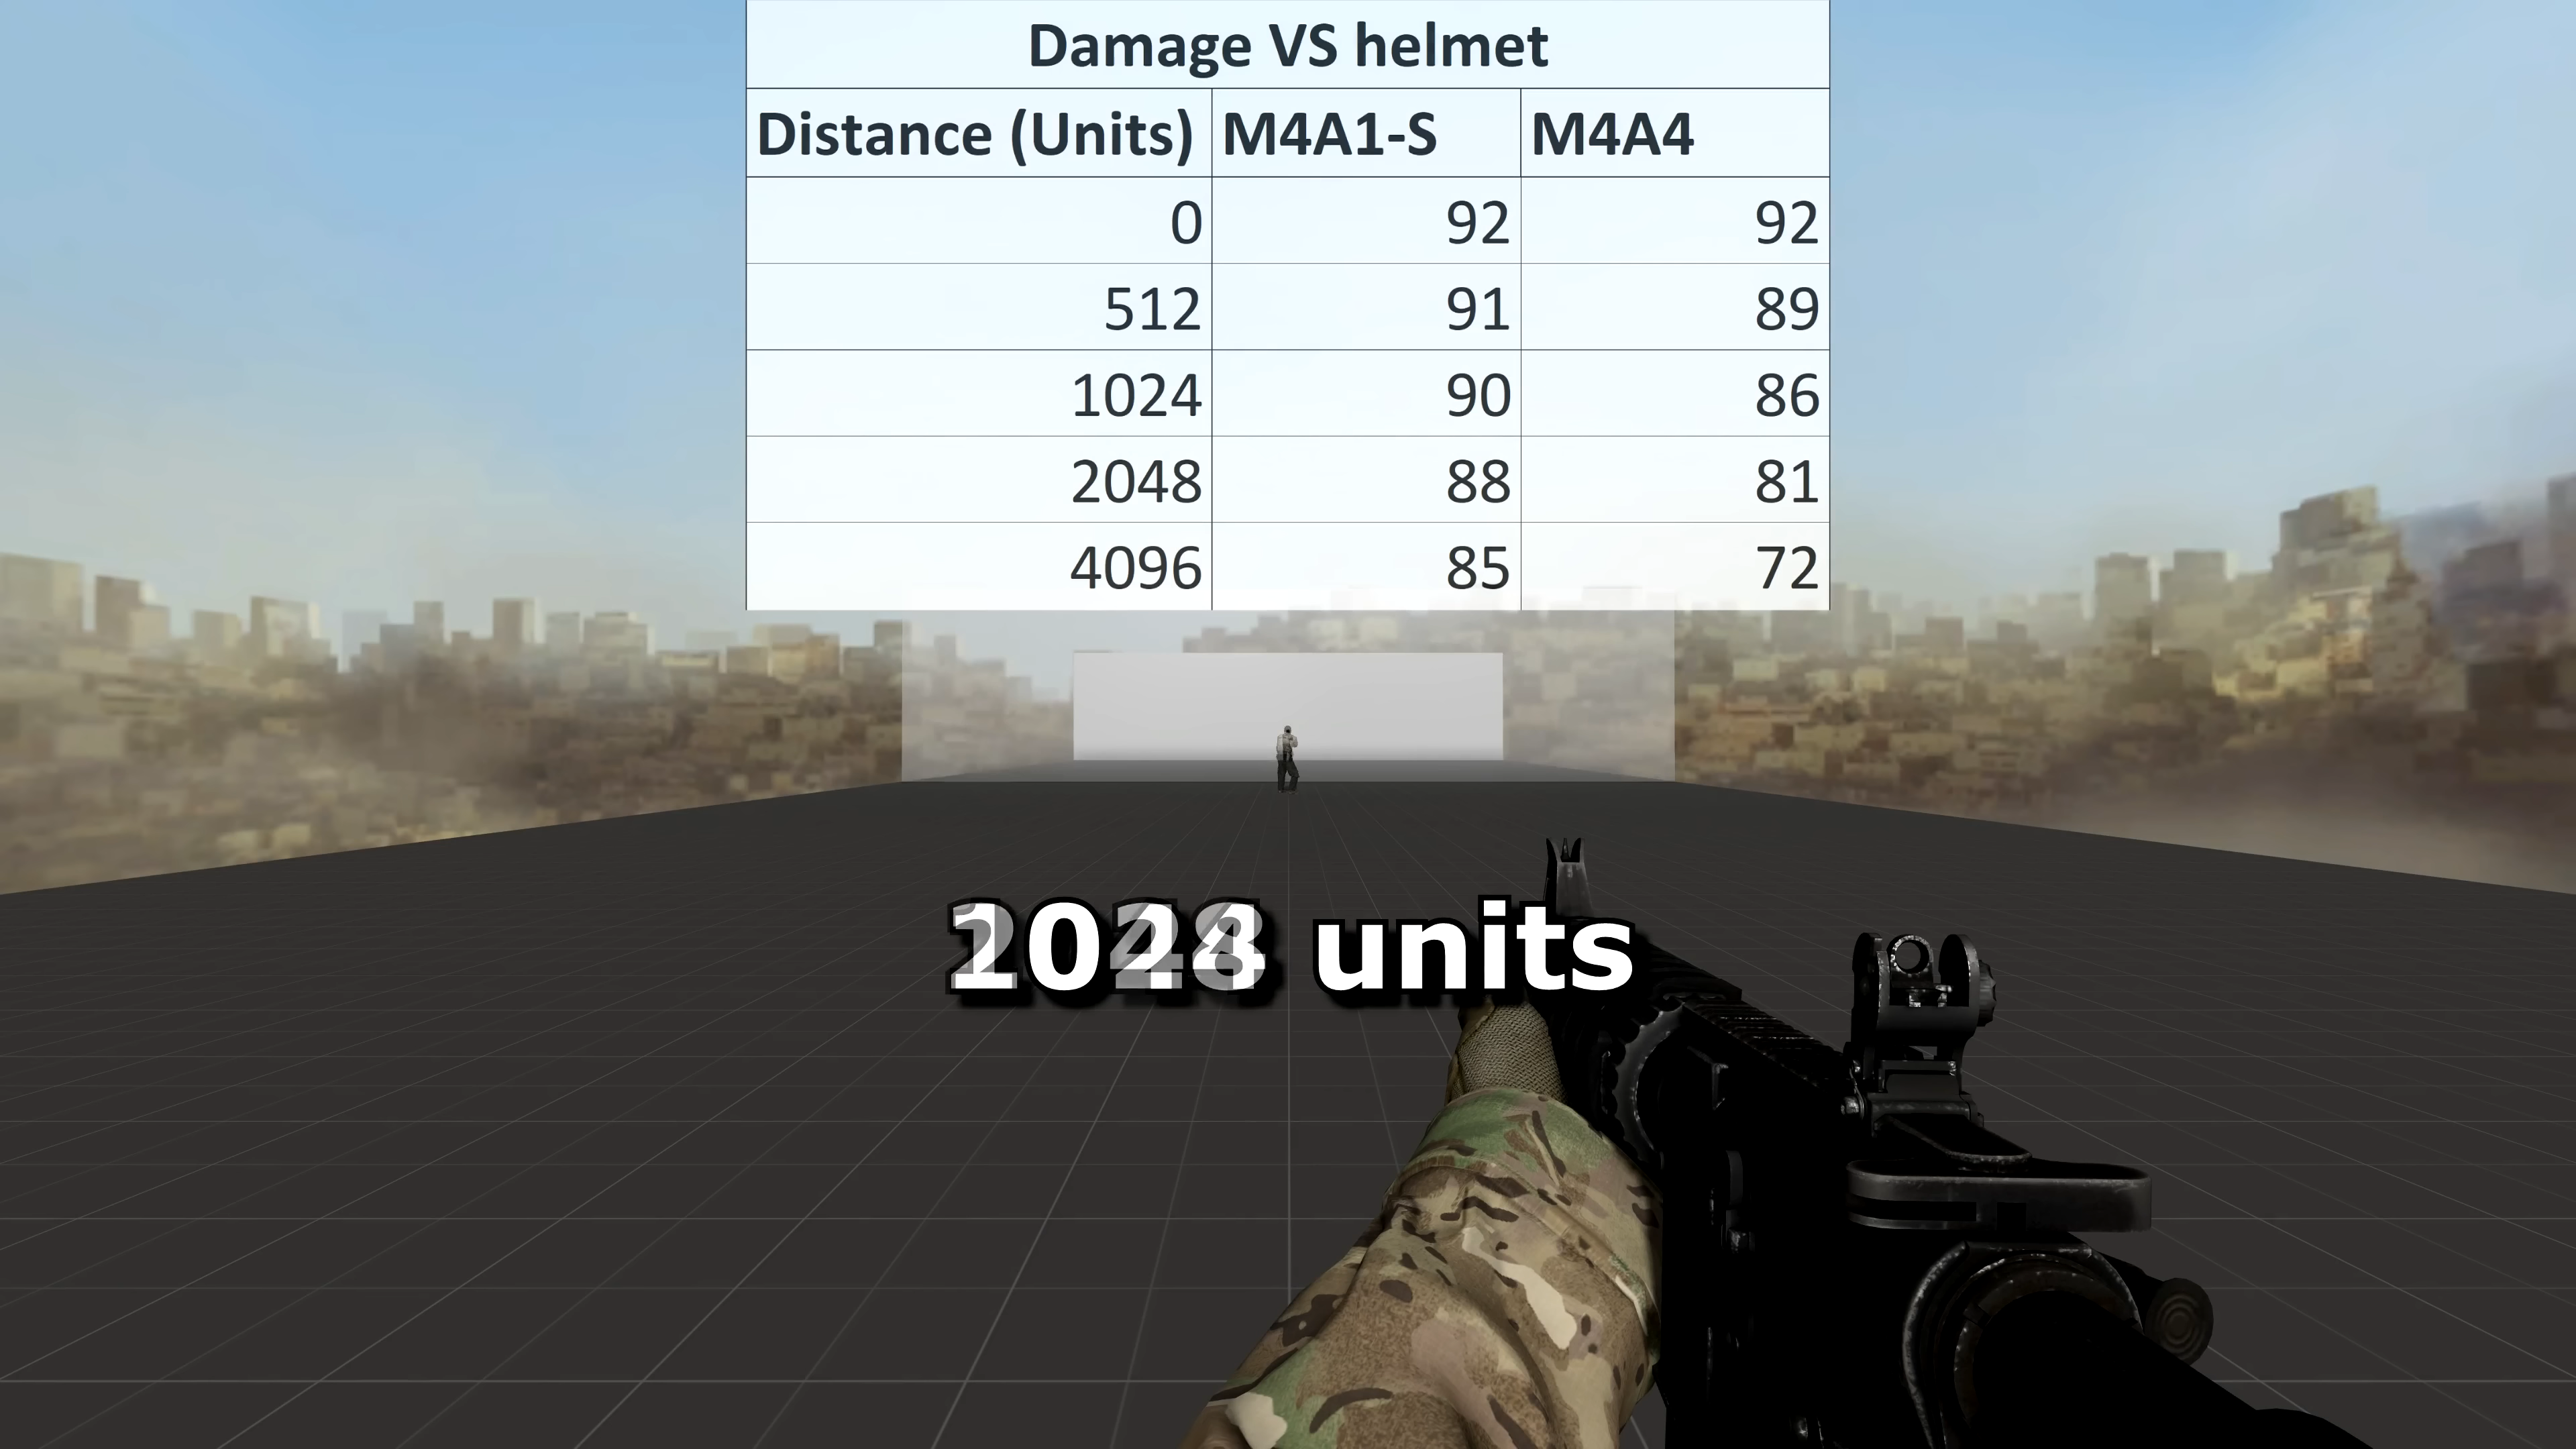 Damage VS helmet
Distance (Units) M4A1-S M4A4
0 92 92
512 91 89
1024 90 86
2048 88 81
4096 85 72
units